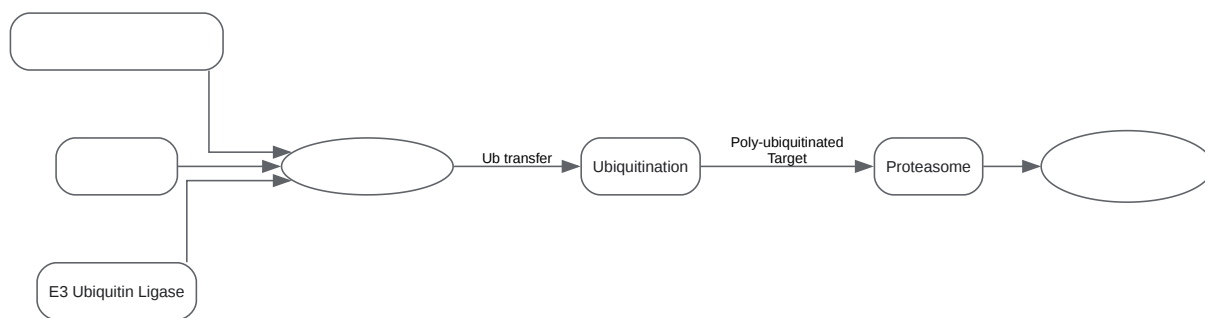 Ub transfer
Ubiquitination
Poly-ubiquitinated
Target
Proteasome
E3 Ubiquitin Ligase